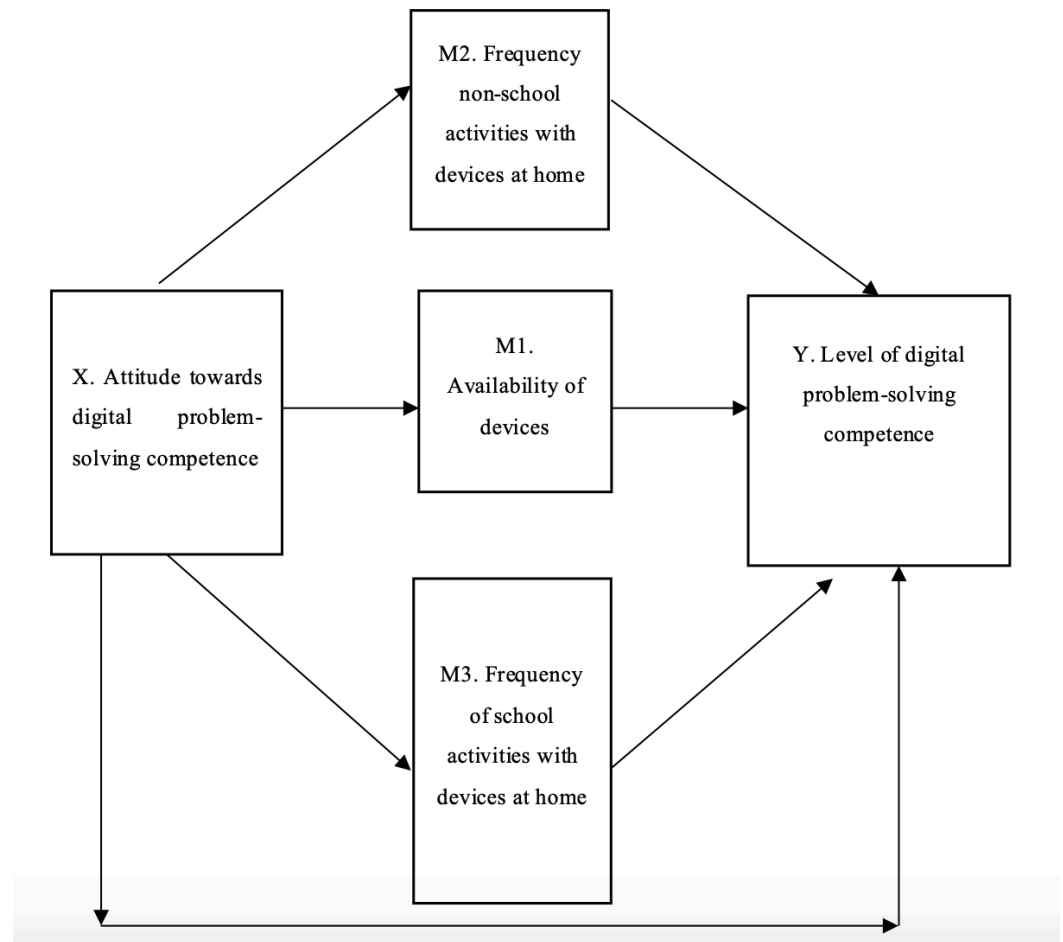 M2. Frequency
non-school
activities with
devices at home
X. Attitude towards
digital problem-
solving competence
M1.
Availability of
devices
Y. Level of digital
problem-solving
competence
M3. Frequency
of school
activities with
devices at home